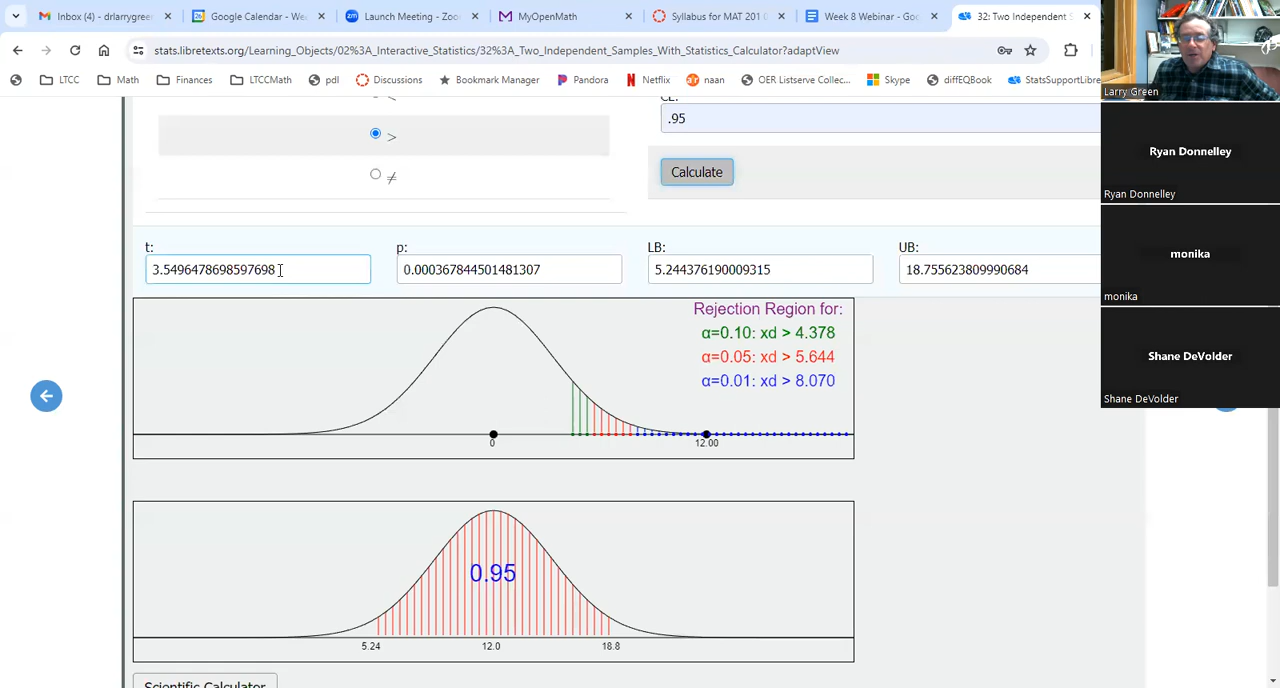 Inbox (4) - drlarrygreen
Google Calendar - We
Launch Meeting - Zoo
MyOpenMath
Syllabus for MAT 201 O
Week 8 Webinar - Goo
32: Two Independent S
stats.libretexts.org/Learning_Objects/02%3A_Interactive_Statistics
_Two_Independent_Samples_With_Statistics_Calculator?adaptView
LTCC
Math
Finances
LTCCMath
pdl
Discussions
Bookmark Manager
Pandora
Netflix
naan
OER Listserve Collec...
Skype
diffEQBook
StatsSupportLibre
Larry Green
Ryan Donnelley
Ryan Donnelley
monika
monika
Shane DeVolder
Shane DeVolder
.95
>
Calculate
≠
t:
p:
LB:
UB:
3.5496478698597698
0.000367844501481307
5.244376190009315
18.755623809990684
Rejection Region for:
α=0.10: xd > 4.378
α=0.05: xd > 5.644
α=0.01: xd > 8.070
0
12.00
0.95
5.24
12.0
18.8
Scientific Calculator